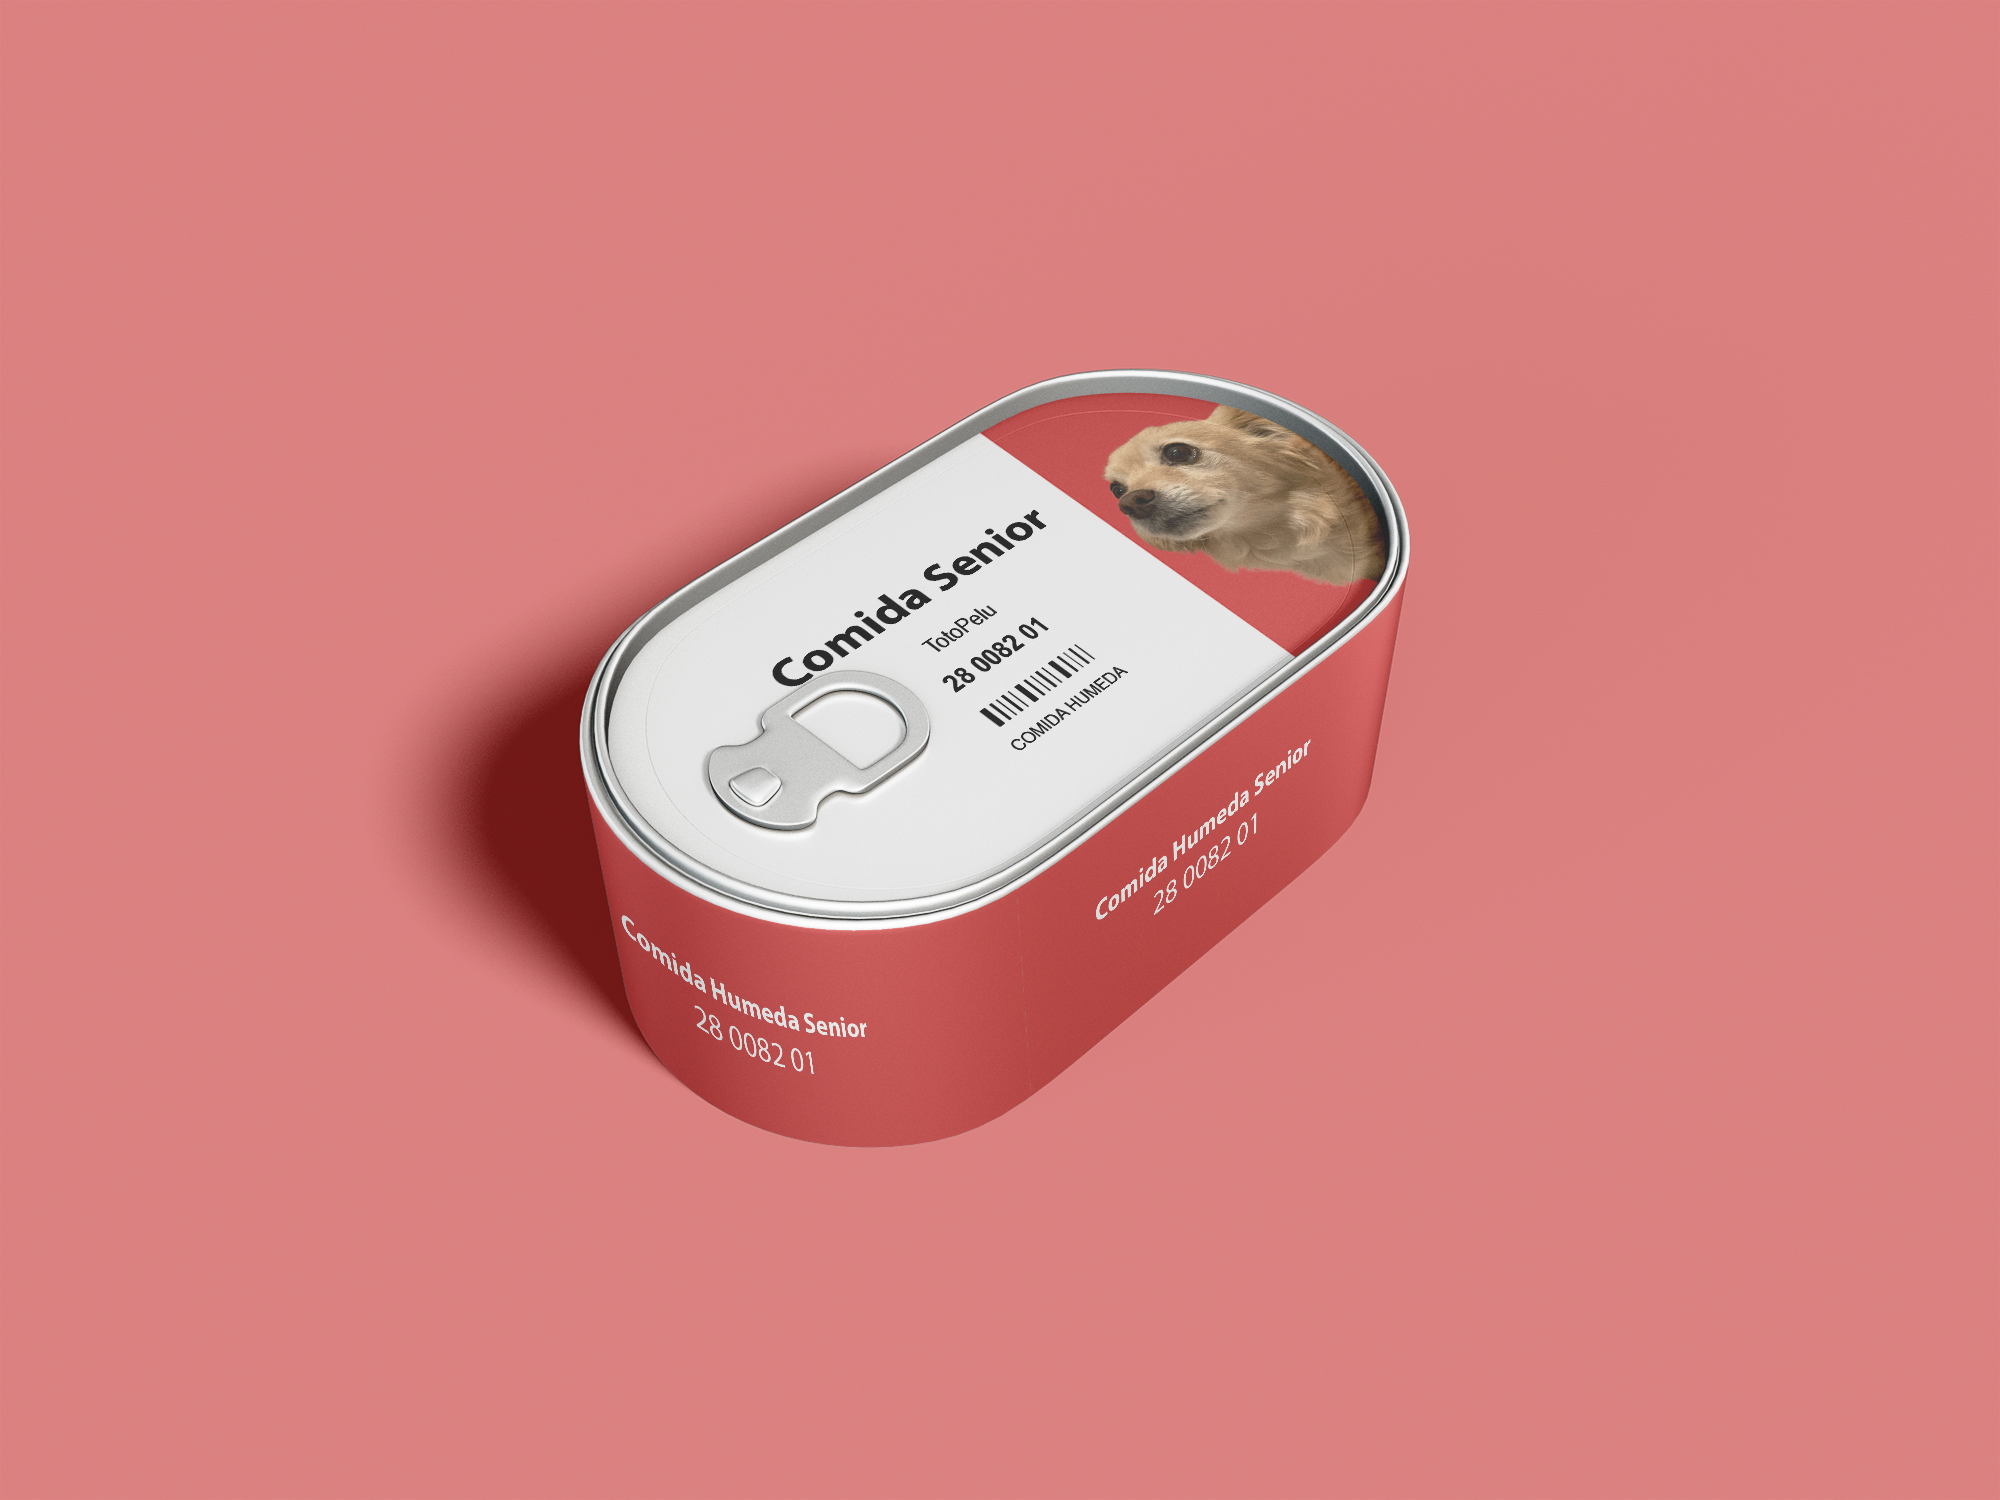 Comida Senior
TotoPelu
28 0082 01
COMIDA HUMEDA
Comida Humeda Senior
28 0082 01
Comida Humeda Senior
28 0082 01